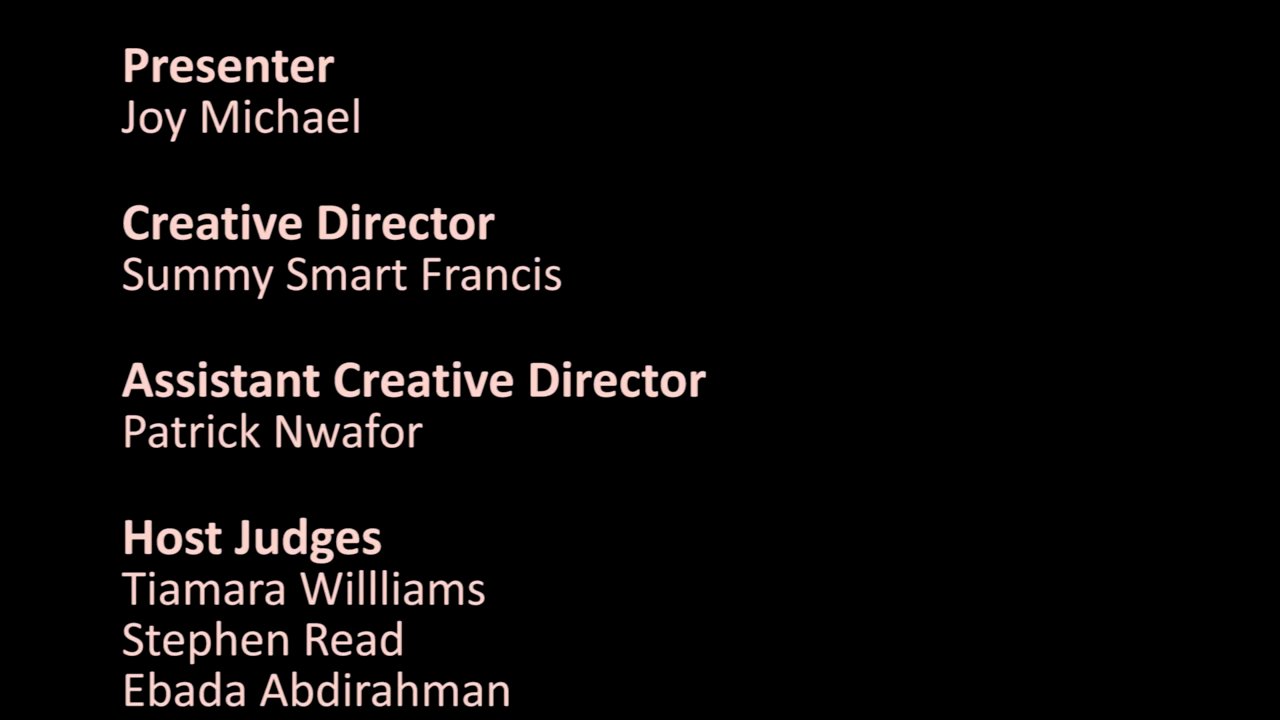 Presenter
Joy Michael
Creative Director
Summy Smart Francis
Assistant Creative Director
Patrick Nwafor
Host Judges
Tiamara Willliams
Stephen Read
Ebada Abdirahman